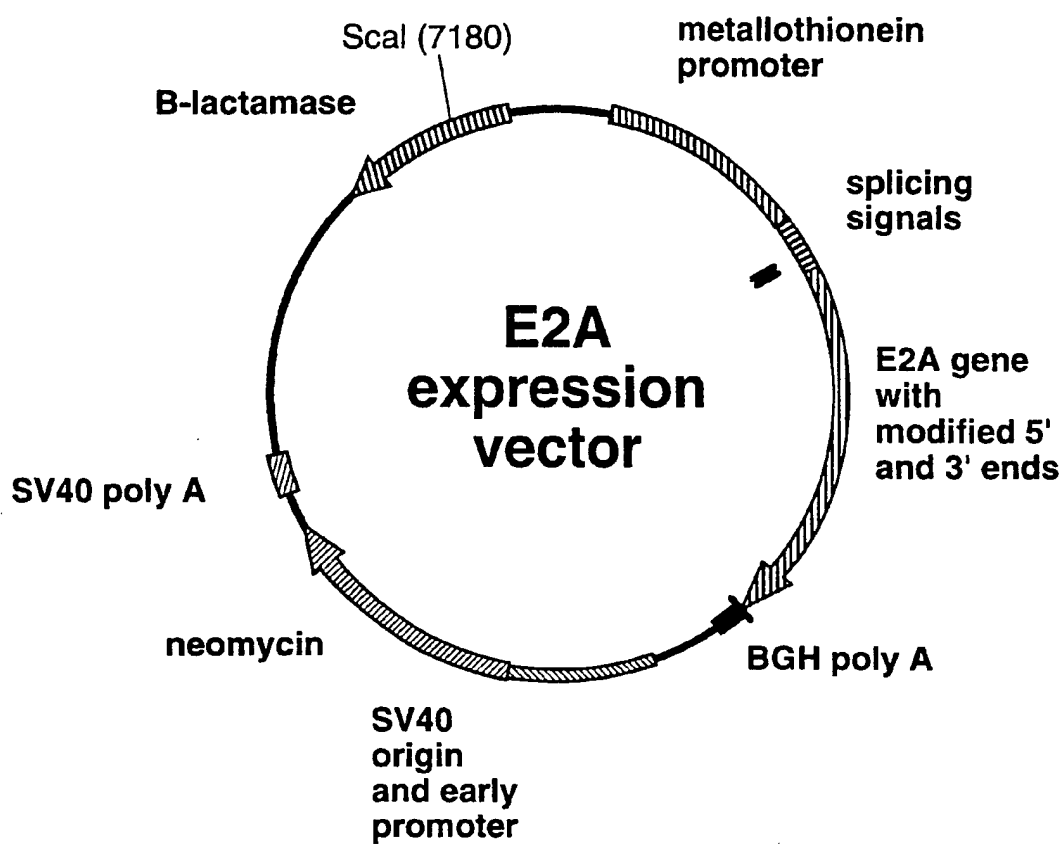 ScaI (7180)
metallothionein
promoter
B-lactamase
splicing
signals
E2A
expression
vector
E2A gene
with
modified 5'
and 3' ends
SV40 poly A
neomycin
BGH poly A
SV40
origin
and early
promoter